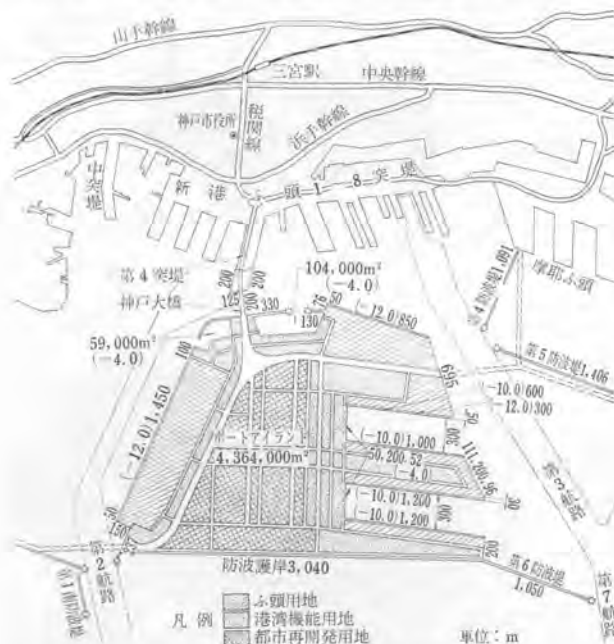 山手幹線
三宮駅
中央幹線
神戸市役所
税関線
浜手幹線
中突堤
新港
頭1-8突堤
第4突堤
200
200
104,000m²
(-4.0)
神戸大橋
125
200
200
330
130
76
50
(-12.0)850
59,000m²
(-4.0)
100
摩耶ふ頭
第4防波堤1,091
第5防波堤1,406
695
(-10.0)600
(-12.0)300
(-12.0)1,450
ポートアイランド
4,364,000m²
(-10.0)1,000
50,200.52
(-4.0)
50
300
111,200.96
30
(-10.0)1,200
(-10.0)1,200
300
第3航路
50
150
200
第2航路
第1防波堤
防波護岸3,040
第6防波堤
1,050
第7防波堤
凡例
ふ頭用地
港湾機能用地
都市再開発用地
単位:m